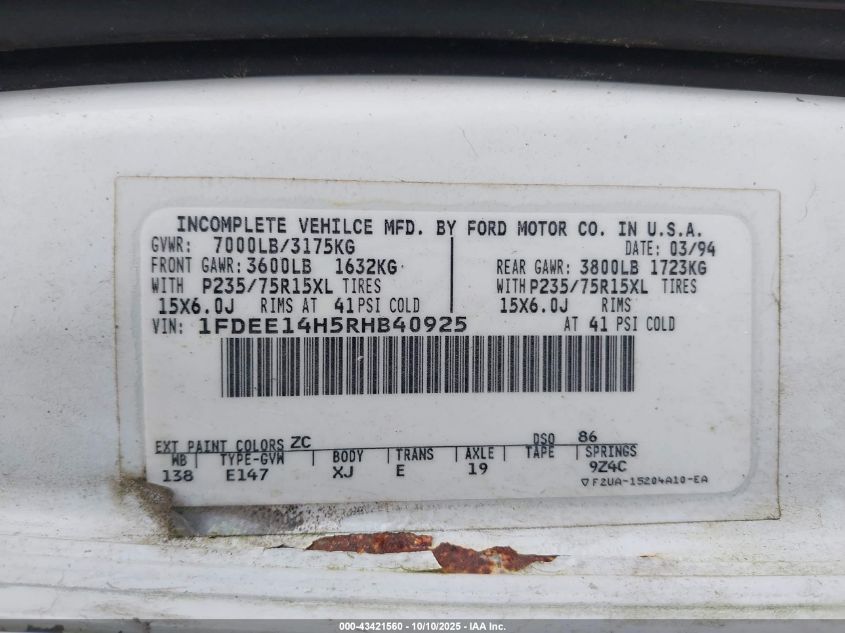 INCOMPLETE VEHILCE MFD. BY FORD MOTOR CO. IN U.S.A.
GVWR: 7000LB/3175KG DATE: 03/94
FRONT GAWR: 3600LB 1632KG REAR GAWR: 3800LB 1723KG
WITH P235/75R15XL TIRES WITH P235/75R15XL TIRES
15X6.0J RIMS AT 41 PSI COLD 15X6.0J RIMS
VIN: 1FDEE14H5RHB40925 AT 41 PSI COLD
EXT PAINT COLORS ZC DSO 86
WB TYPE-GVW BODY TRANS AXLE TAPE SPRINGS
138 E147 XJ E 19 9Z4C
F2UA-15204A10-EA
000-43421560 - 10/10/2025 - IAA Inc.